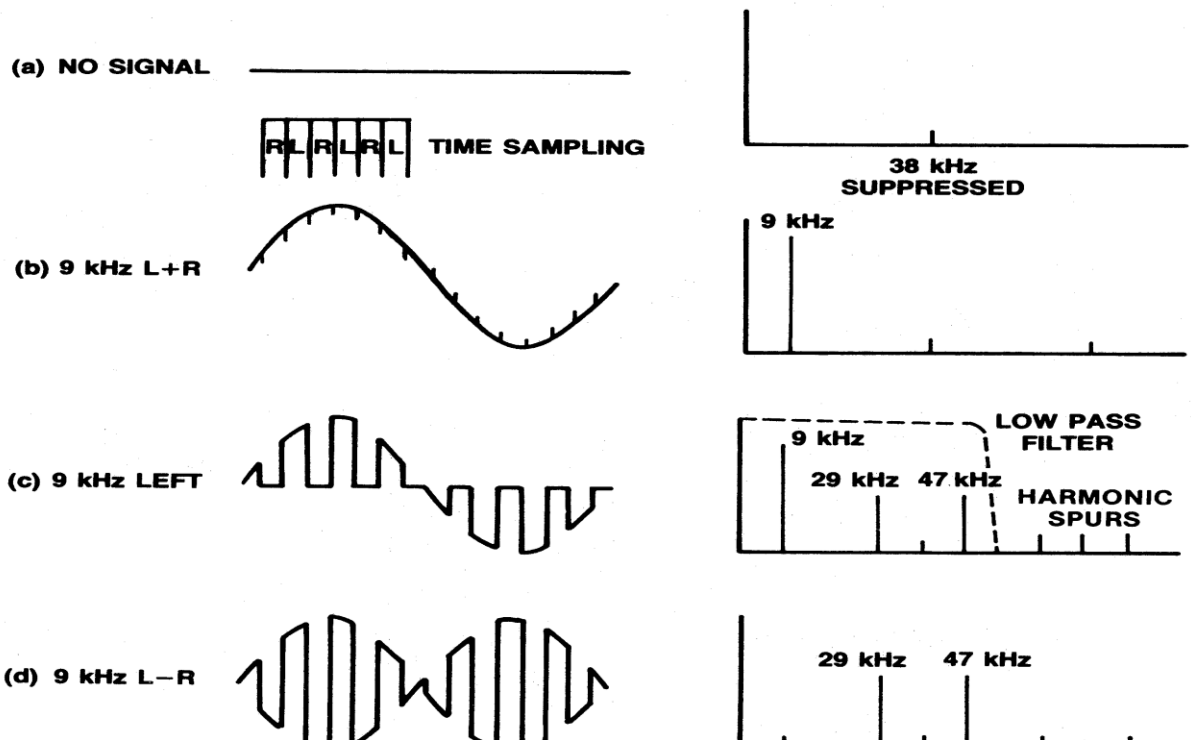 (a) NO SIGNAL
R L R L R L TIME SAMPLING
38 kHz
SUPPRESSED
(b) 9 kHz L+R
9 kHz
(c) 9 kHz LEFT
LOW PASS
FILTER
9 kHz
29 kHz 47 kHz
HARMONIC
SPURS
(d) 9 kHz L−R
29 kHz 47 kHz